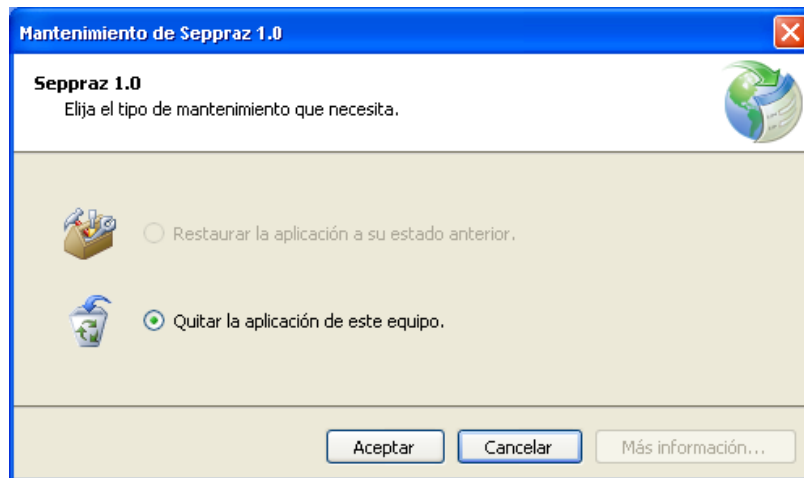 Mantenimiento de Seppraz 1.0
Seppraz 1.0
Elija el tipo de mantenimiento que necesita.
Restaurar la aplicación a su estado anterior.
Quitar la aplicación de este equipo.
Aceptar
Cancelar
Más información...